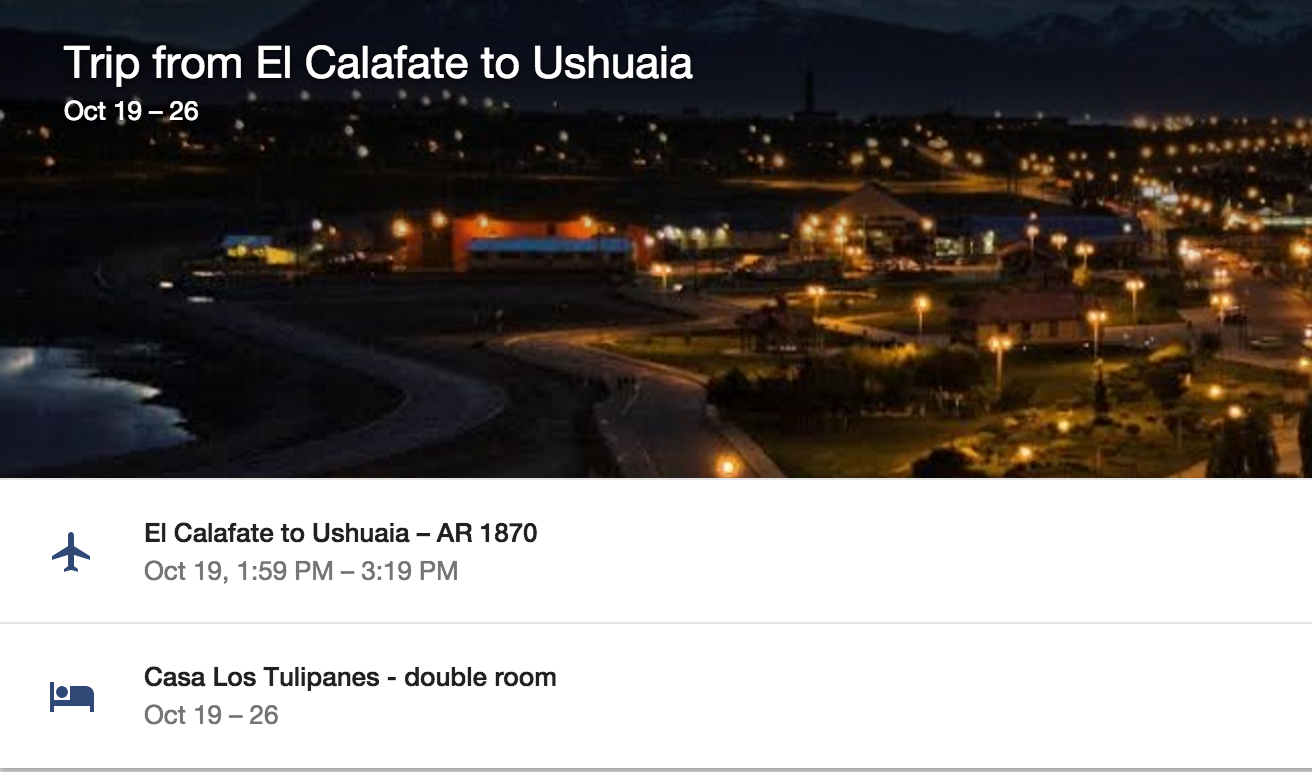 Trip from El Calafate to Ushuaia
Oct 19 – 26
El Calafate to Ushuaia – AR 1870
Oct 19, 1:59 PM – 3:19 PM
Casa Los Tulipanes - double room
Oct 19 – 26